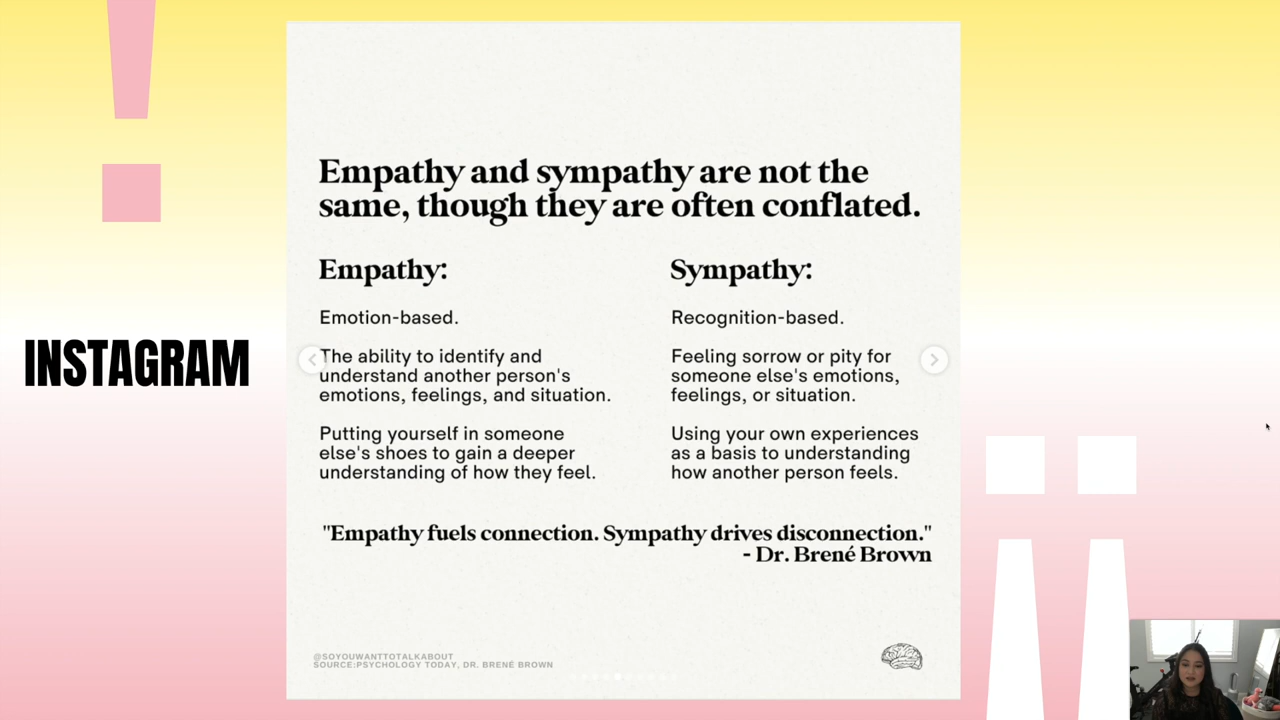 INSTAGRAM
Empathy and sympathy are not the
same, though they are often conflated.
Empathy:
Emotion-based.
The ability to identify and
understand another person's
emotions, feelings, and situation.
Putting yourself in someone
else's shoes to gain a deeper
understanding of how they feel.
Sympathy:
Recognition-based.
Feeling sorrow or pity for
someone else's emotions,
feelings, or situation.
Using your own experiences
as a basis to understanding
how another person feels.
"Empathy fuels connection. Sympathy drives disconnection."
- Dr. Brené Brown
@SOYOUWANTTOTALKABOUT
SOURCE:PSYCHOLOGY TODAY, DR. BRENÉ BROWN